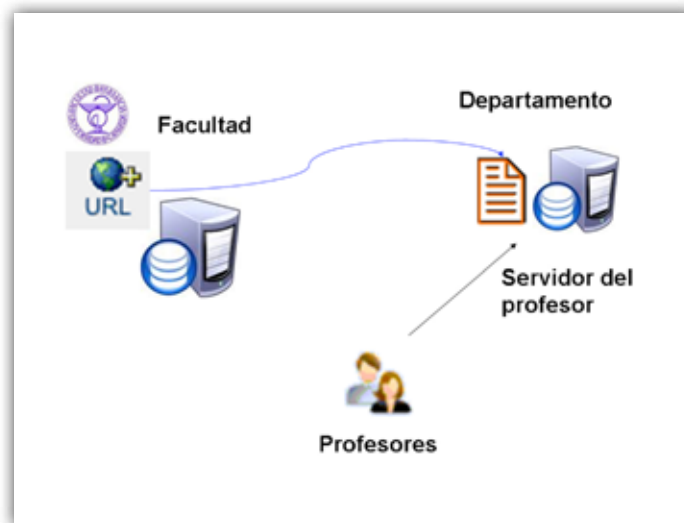 Departamento
Facultad
URL
Servidor del
profesor
Profesores